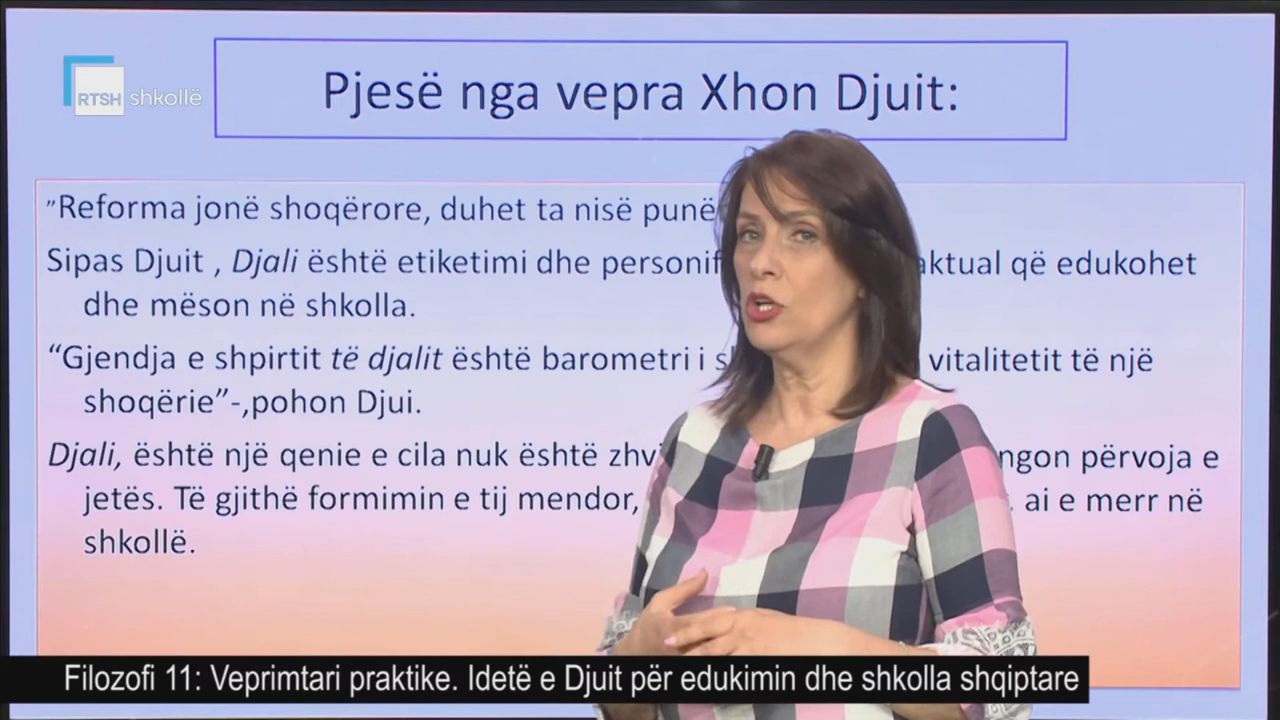 RTSH shkollë
Pjesë nga vepra Xhon Djuit:
”Reforma jonë shoqërore, duhet ta nisë punë
Sipas Djuit , Djali është etiketimi dhe personif aktual që edukohet
dhe mëson në shkolla.
“Gjendja e shpirtit të djalit është barometri i vitalitetit të një
shoqërie”-,pohon Djui.
Djali, është një qenie e cila nuk është përvoja e
jetës. Të gjithë formimin e tij mendor, ai e merr në
shkollë.
Filozofi 11: Veprimtari praktike. Idetë e Djuit për edukimin dhe shkolla shqiptare